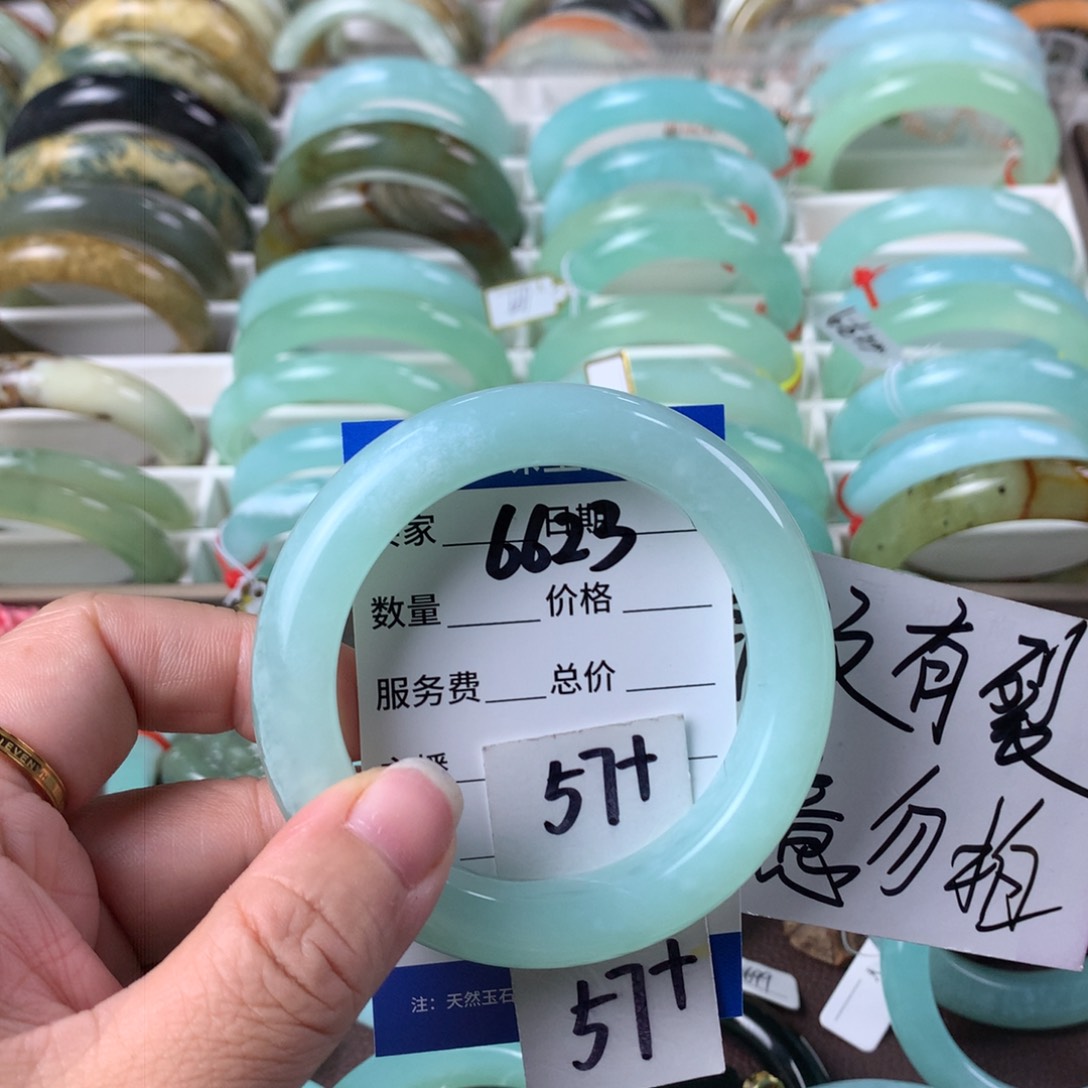 家 日期
6623
数量 价格
服务费 总价
播
57+
57+
注：天然玉石
有裂
意勿拍